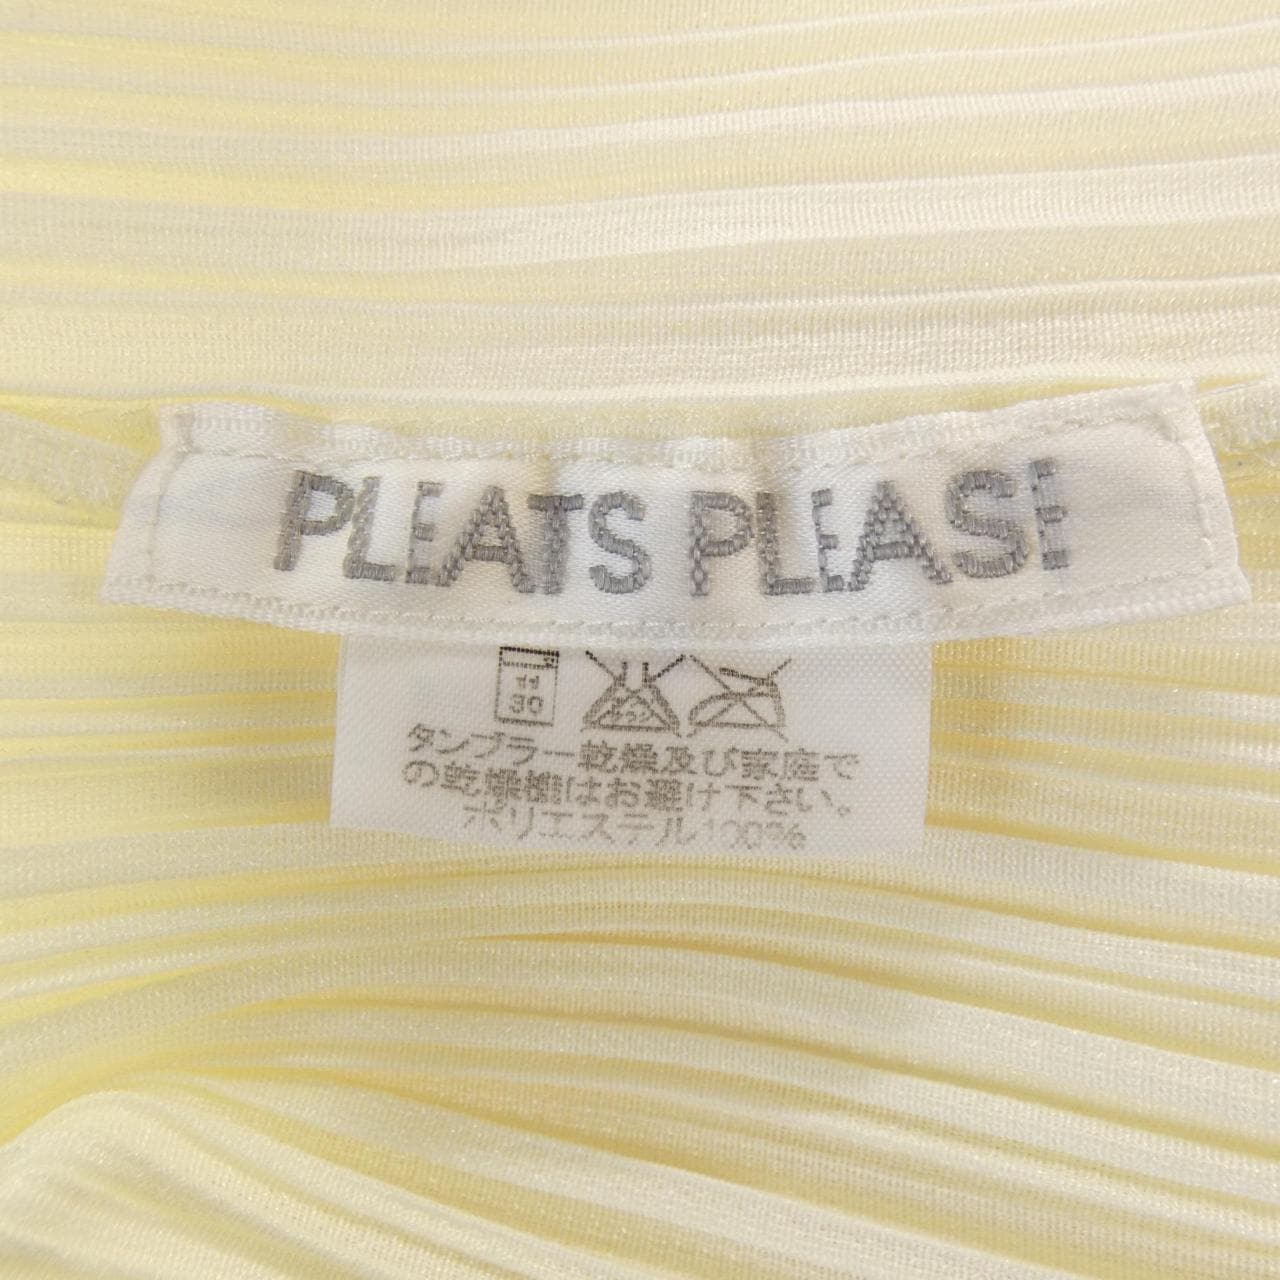 PLEATS PLEASE
タンブラー乾燥及び家庭で
の乾燥機はお避け下さい。
ポリエステル100%